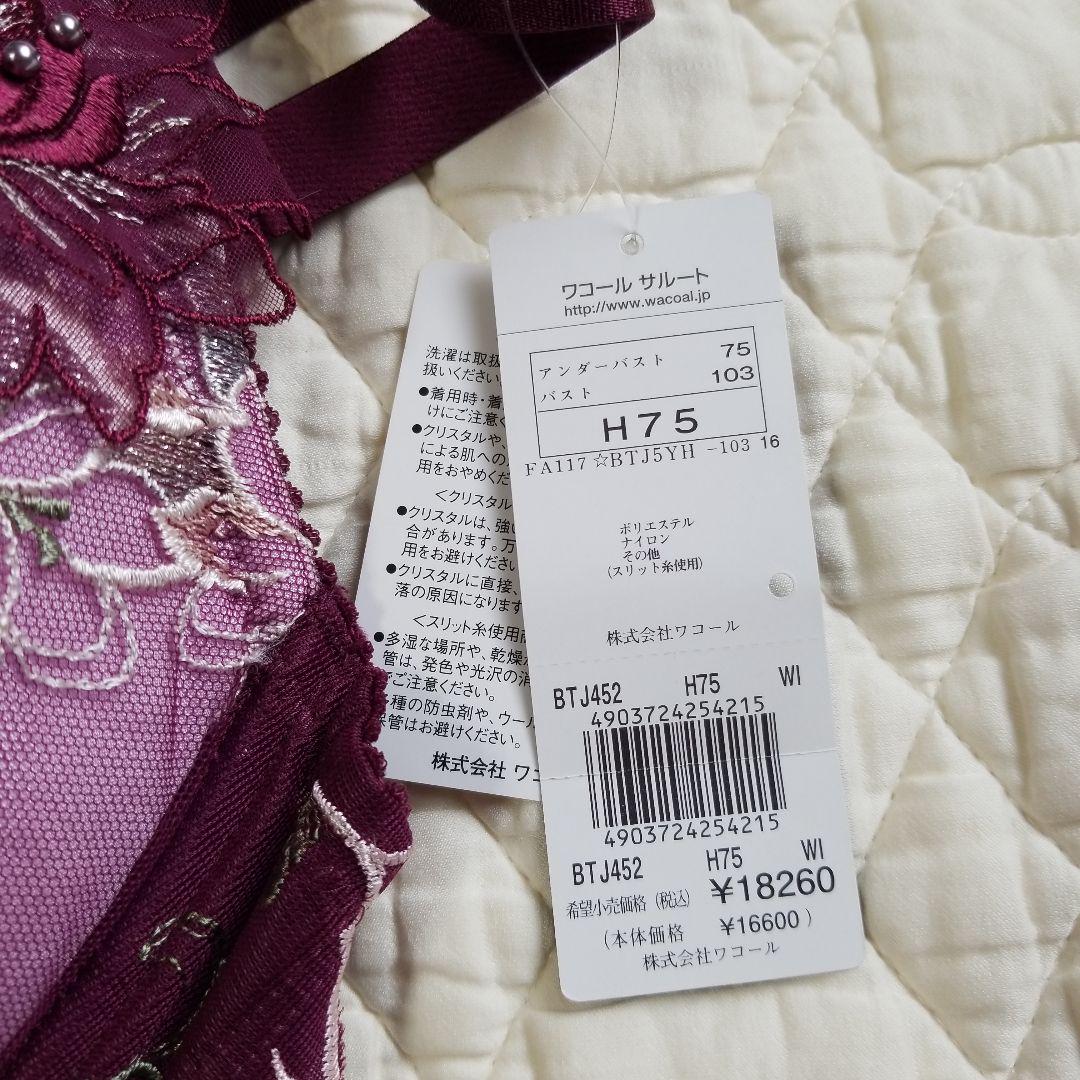 ワコール サルート
http://www.wacoal.jp
アンダーバスト 75
バスト 103
H75
FA117 ☆BTJ5YH -103 16
ポリエステル
ナイロン
その他
(スリット糸使用)
株式会社ワコール
BTJ452 H75 WI
4903724254215
4903724254215
BTJ452 H75 WI
希望小売価格 (税込) ¥18260
(本体価格 ¥16600)
株式会社ワコール
洗濯は取扱
扱いください
●着用時・着
けにご注意く
●クリスタルや、
による肌への
用をおやめくだ
<クリスタル
●クリスタルは、強い
合があります。万
用をお避けください
●クリスタルに直接、
落の原因になります
<スリット糸使用商
●多湿な場所や、乾燥
管は、発色や光沢の消
でご注意ください。
種の防虫剤や、ウール
保管はお避けください。
株式会社 ワコ